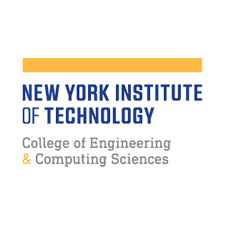 NEW YORK INSTITUTE
OF TECHNOLOGY
College of Engineering
& Computing Sciences